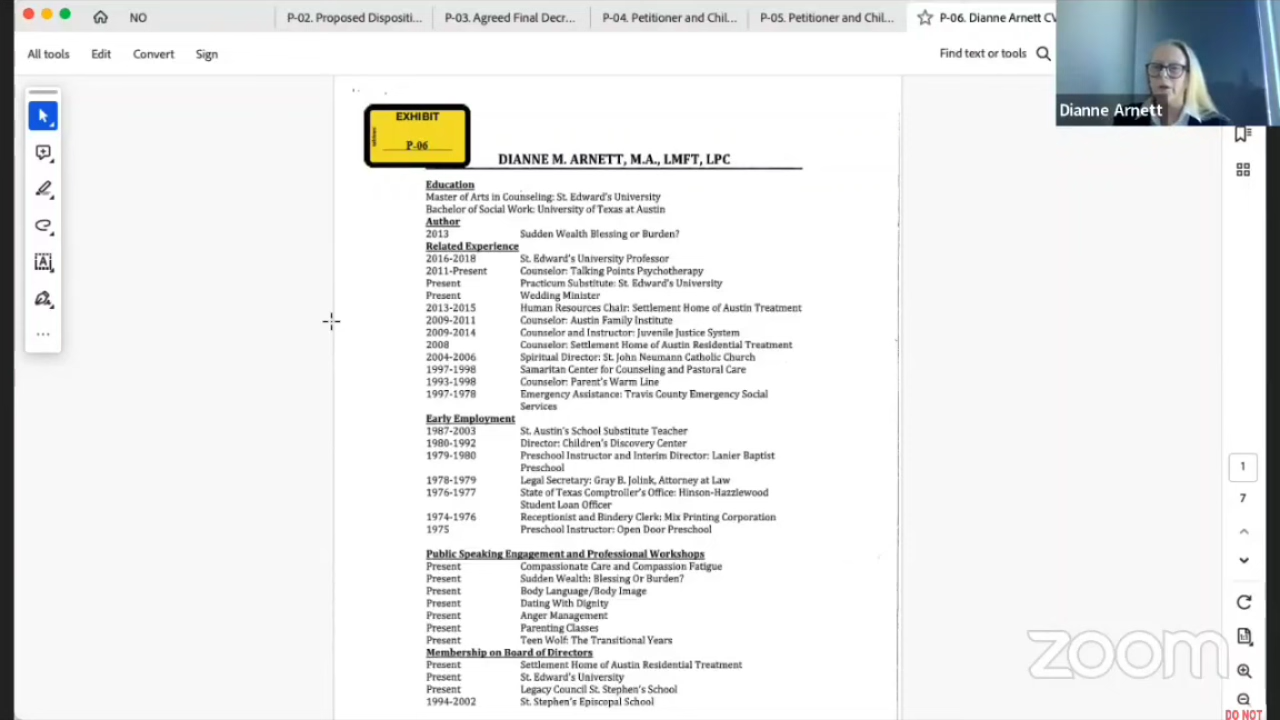 NO
P-02. Proposed Dispositi...
P-03. Agreed Final Decr...
P-04. Petitioner and Chil...
P-05. Petitioner and Chil...
P-06. Dianne Arnett CV
All tools
Edit
Convert
Sign
Find text or tools
Dianne Arnett
EXHIBIT
P-06
DIANNE M. ARNETT, M.A., LMFT, LPC
Education
Master of Arts in Counseling: St. Edward's University
Bachelor of Social Work: University of Texas at Austin
Author
2013 Sudden Wealth Blessing or Burden?
Related Experience
2016-2018 St. Edward's University Professor
2011-Present Counselor: Talking Points Psychotherapy
Present Practicum Substitute: St. Edward's University
Present Wedding Minister
2013-2015 Human Resources Chair: Settlement Home of Austin Treatment
2009-2011 Counselor: Austin Family Institute
2009-2014 Counselor and Instructor: Juvenile Justice System
2008 Counselor: Settlement Home of Austin Residential Treatment
2004-2006 Spiritual Director: St. John Neumann Catholic Church
1997-1998 Samaritan Center for Counseling and Pastoral Care
1993-1998 Counselor: Parent's Warm Line
1997-1978 Emergency Assistance: Travis County Emergency Social
Services
Early Employment
1987-2003 St. Austin's School Substitute Teacher
1980-1992 Director: Children's Discovery Center
1979-1980 Preschool Instructor and Interim Director: Lanier Baptist
Preschool
1978-1979 Legal Secretary: Gray B. Jolink, Attorney at Law
1976-1977 State of Texas Comptroller's Office: Hinson-Hazzlewood
Student Loan Officer
1974-1976 Receptionist and Bindery Clerk: Mix Printing Corporation
1975 Preschool Instructor: Open Door Preschool
Public Speaking Engagement and Professional Workshops
Present Compassionate Care and Compassion Fatigue
Present Sudden Wealth: Blessing Or Burden?
Present Body Language/Body Image
Present Dating With Dignity
Present Anger Management
Present Parenting Classes
Present Teen Wolf: The Transitional Years
Membership on Board of Directors
Present Settlement Home of Austin Residential Treatment
Present St. Edward's University
Present Legacy Council St. Stephen's School
1994-2002 St. Stephen's Episcopal School
1
7
zoom
DO NOT